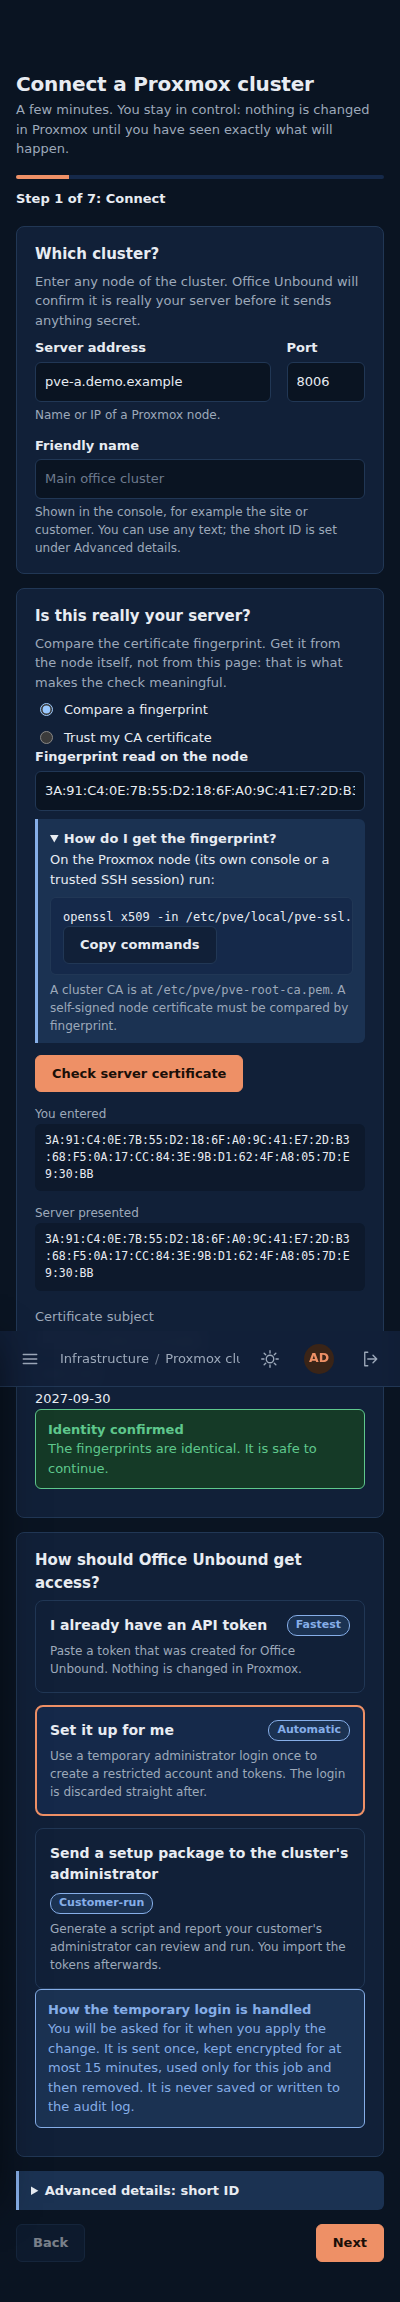 Connect a Proxmox cluster
A few minutes. You stay in control: nothing is changed
in Proxmox until you have seen exactly what will
happen.
Step 1 of 7: Connect
Which cluster?
Enter any node of the cluster. Office Unbound will
confirm it is really your server before it sends
anything secret.
Server address
Port
pve-a.demo.example
8006
Name or IP of a Proxmox node.
Friendly name
Main office cluster
Shown in the console, for example the site or
customer. You can use any text; the short ID is set
under Advanced details.
Is this really your server?
Compare the certificate fingerprint. Get it from
the node itself, not from this page: that is what
makes the check meaningful.
Compare a fingerprint
Trust my CA certificate
Fingerprint read on the node
3A:91:C4:0E:7B:55:D2:18:6F:A0:9C:41:E7:2D:B3
How do I get the fingerprint?
On the Proxmox node (its own console or a
trusted SSH session) run:
openssl x509 -in /etc/pve/local/pve-ssl.
Copy commands
A cluster CA is at /etc/pve/pve-root-ca.pem. A
self-signed node certificate must be compared by
fingerprint.
Check server certificate
You entered
3A:91:C4:0E:7B:55:D2:18:6F:A0:9C:41:E7:2D:B3
:68:F5:0A:17:CC:84:3E:9B:D1:62:4F:A8:05:7D:E
9:30:BB
Server presented
3A:91:C4:0E:7B:55:D2:18:6F:A0:9C:41:E7:2D:B3
:68:F5:0A:17:CC:84:3E:9B:D1:62:4F:A8:05:7D:E
9:30:BB
Certificate subject
Infrastructure / Proxmox clu
AD
2027-09-30
Identity confirmed
The fingerprints are identical. It is safe to
continue.
How should Office Unbound get
access?
I already have an API token
Fastest
Paste a token that was created for Office
Unbound. Nothing is changed in Proxmox.
Set it up for me
Automatic
Use a temporary administrator login once to
create a restricted account and tokens. The login
is discarded straight after.
Send a setup package to the cluster's
administrator
Customer-run
Generate a script and report your customer's
administrator can review and run. You import the
tokens afterwards.
How the temporary login is handled
You will be asked for it when you apply the
change. It is sent once, kept encrypted for at
most 15 minutes, used only for this job and
then removed. It is never saved or written to
the audit log.
Advanced details: short ID
Back
Next